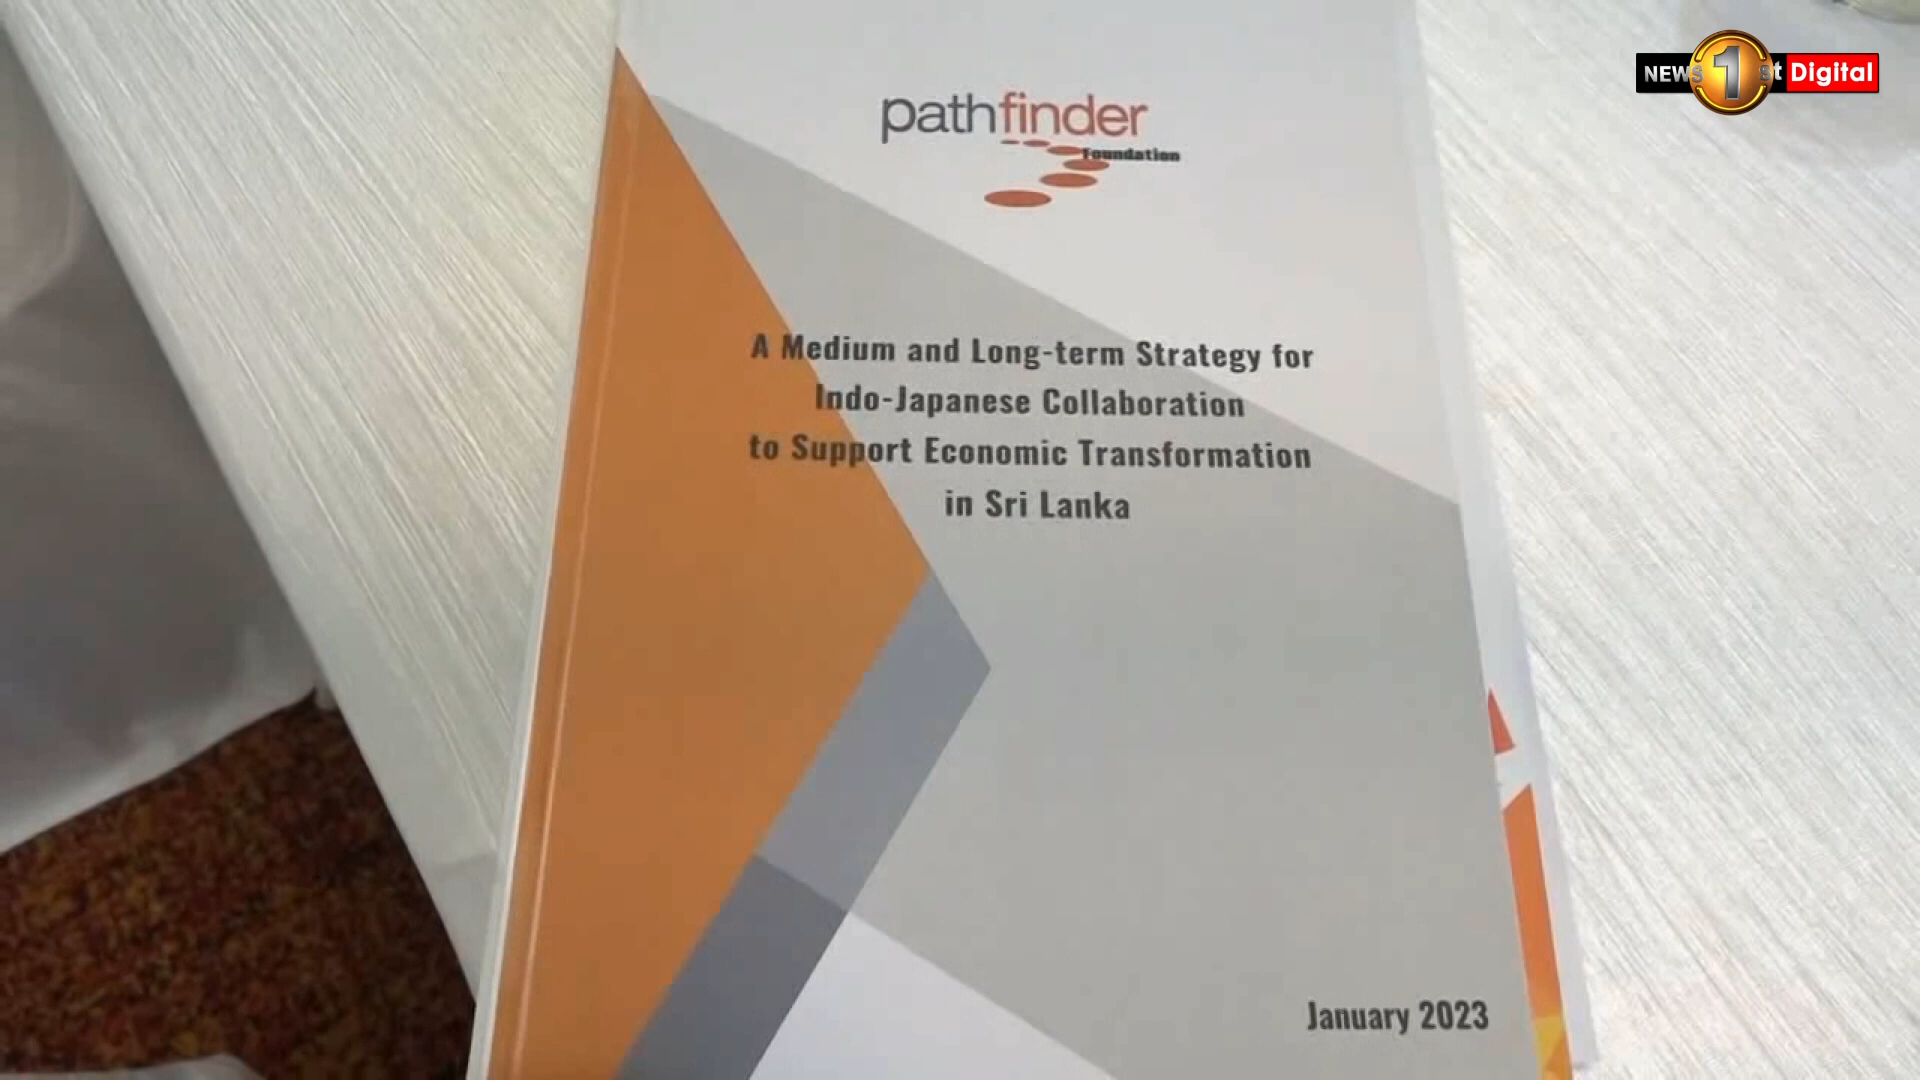 NEWS 1st Digital
pathfinder
Foundation
A Medium and Long-term Strategy for
Indo-Japanese Collaboration
to Support Economic Transformation
in Sri Lanka
January 2023